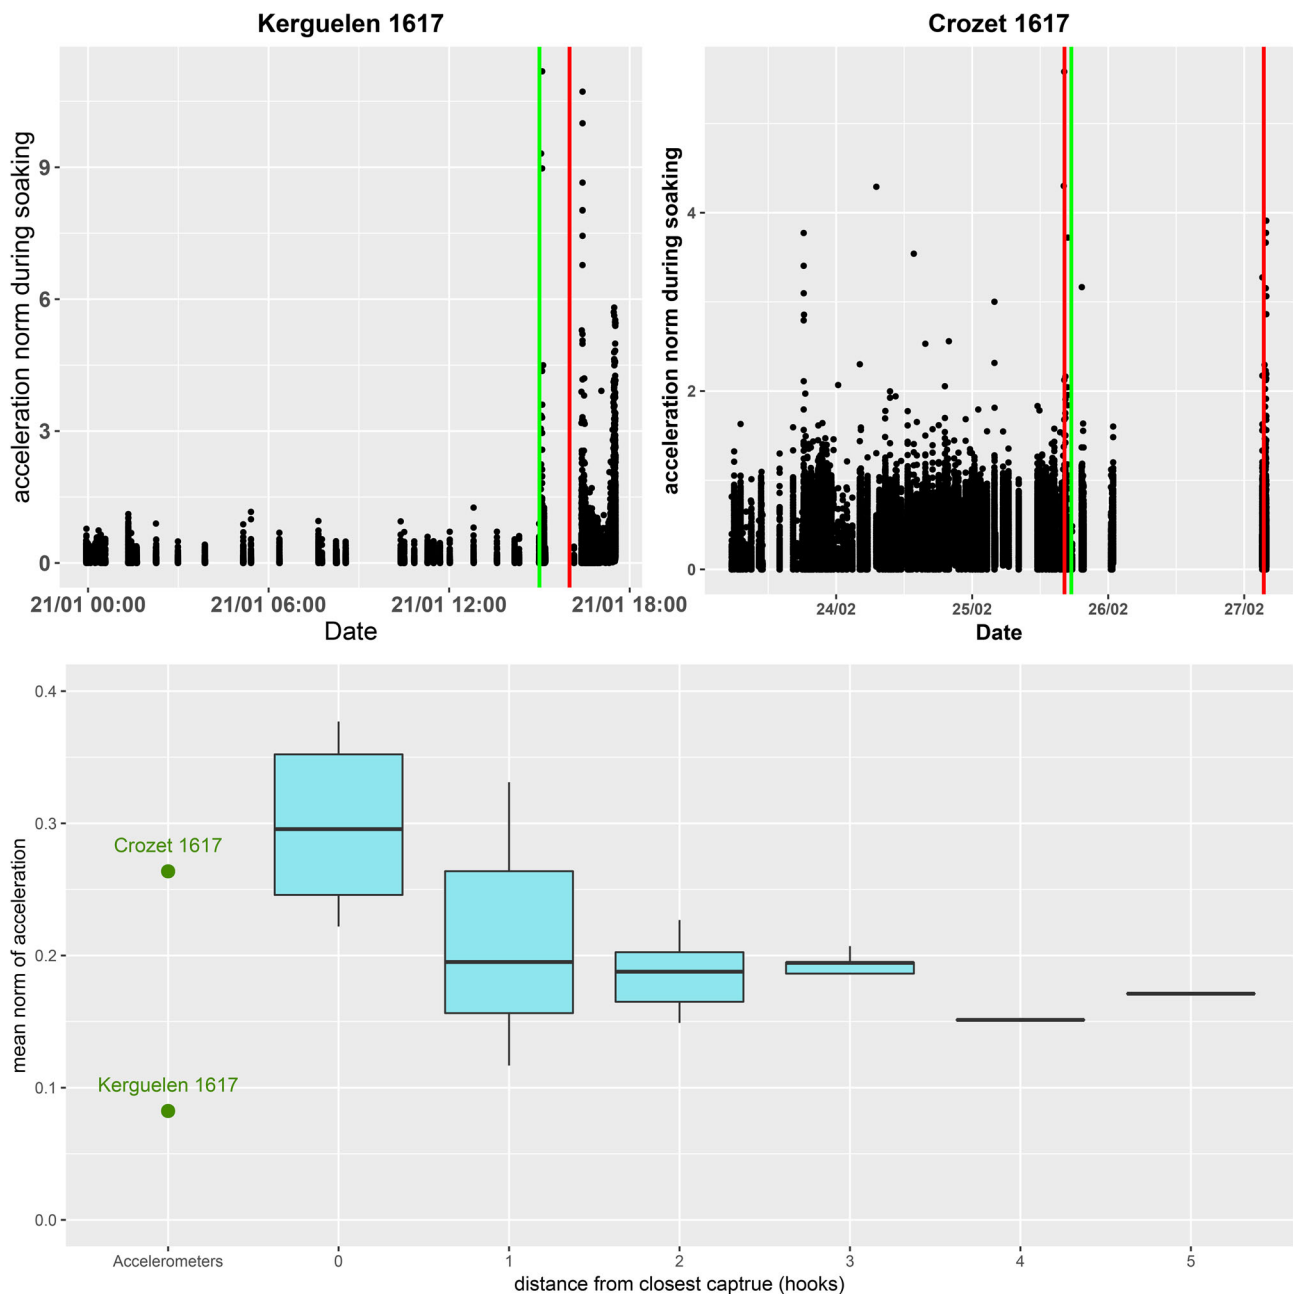 Kerguelen 1617
Crozet 1617
acceleration norm during soaking
9
6
3
0
21/01 00:00
21/01 06:00
21/01 12:00
21/01 18:00
Date
acceleration norm during soaking
4
2
0
24/02
25/02
26/02
27/02
Date
mean norm of acceleration
0.4
0.3
0.2
0.1
0.0
Crozet 1617
Kerguelen 1617
Accelerometers
0
1
2
3
4
5
distance from closest captrue (hooks)